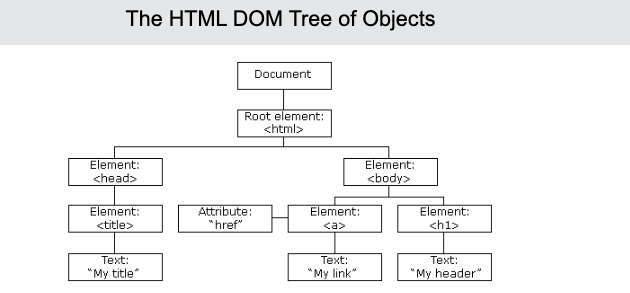 The HTML DOM Tree of Objects
Document
Root element:
<html>
Element:
<head>
Element:
<body>
Element:
<title>
Attribute:
"href"
Element:
<a>
Element:
<h1>
Text:
"My title"
Text:
"My link"
Text:
"My header"